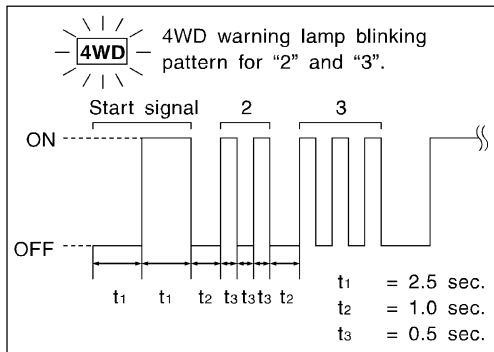 4WD
4WD warning lamp blinking
pattern for “2” and “3”.
Start signal 2 3
ON
OFF
t1 t1 t2 t3 t3 t3 t2
t1 = 2.5 sec.
t2 = 1.0 sec.
t3 = 0.5 sec.